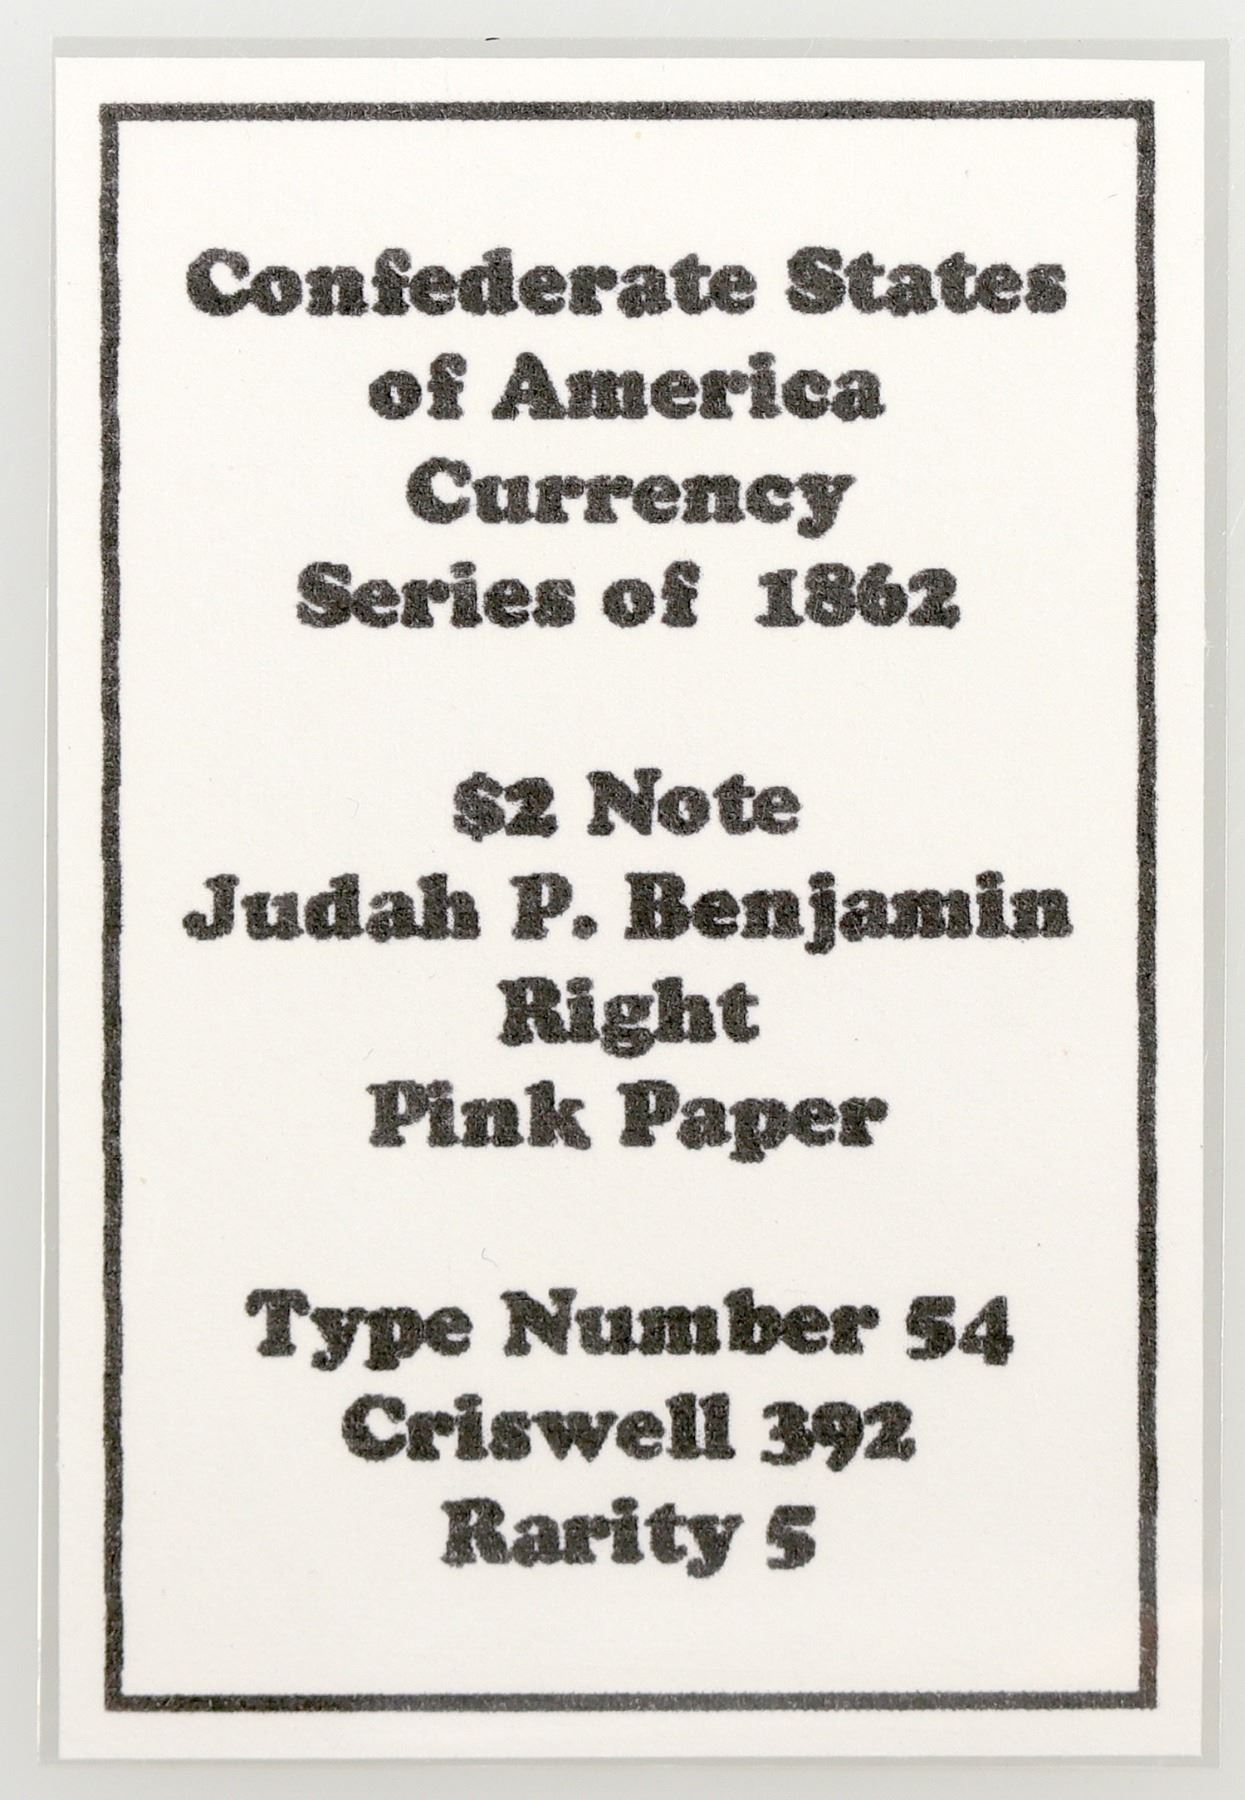 Confederate States
of America
Currency
Series of 1862
$2 Note
Judah P. Benjamin
Right
Pink Paper
Type Number 54
Criswell 392
Rarity 5